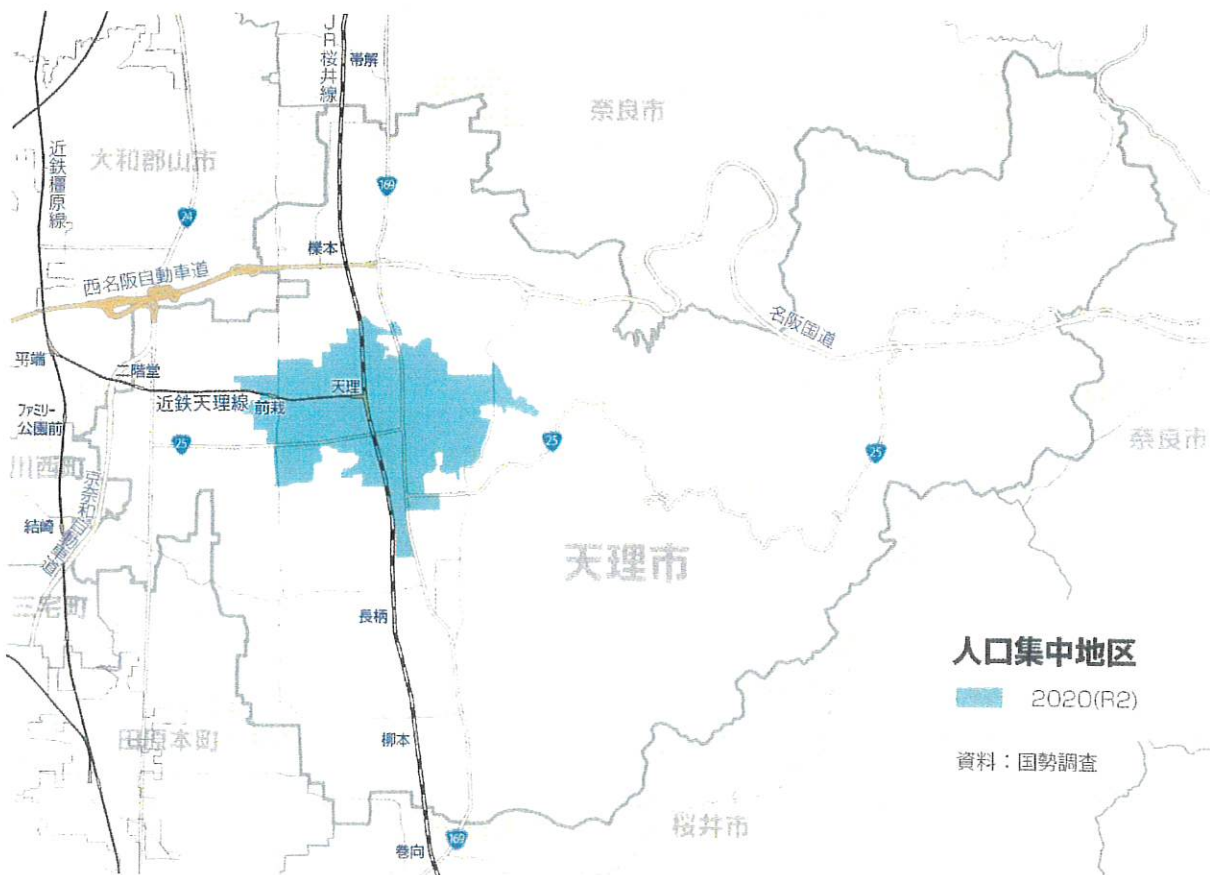 JR桜井線
帯解
奈良市
近鉄橿原線
大和郡山市
169
24
櫟本
西名阪自動車道
名阪国道
平端
二階堂
天理
近鉄天理線
前栽
ファミリー
公園前
25
25
25
奈良市
川西町
京奈和自動車道
結崎
天理市
三宅町
長柄
人口集中地区
2020(R2)
田原本町
柳本
資料：国勢調査
桜井市
169
巻向